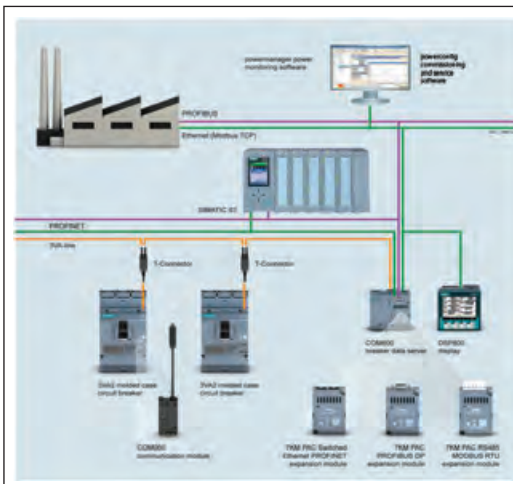 powermanager power
monitoring software
powerconfig
commissioning
and service
software
PROFIBUS
Ethernet (Modbus TCP)
SIMATIC S7
PROFINET
3VA-line
T-Connector
T-Connector
3VA2 molded case
circuit breaker
3VA2 molded case
circuit breaker
COM800
breaker data server
DSP800
display
COM060
communication module
7KM PAC Switched
Ethernet PROFINET
expansion module
7KM PAC
PROFIBUS DP
expansion module
7KM PAC RS485
MODBUS RTU
expansion module